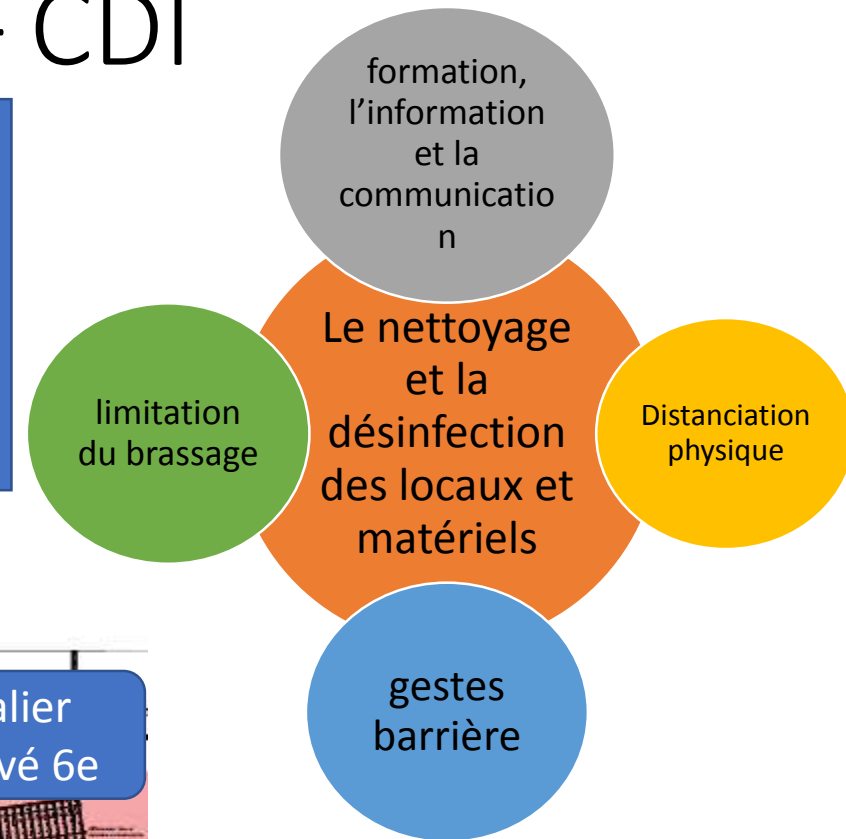 CDI
formation,
l’information
et la
communicatio
n
Le nettoyage
et la
désinfection
des locaux et
matériels
limitation
du brassage
Distanciation
physique
gestes
barrière
alier
vé 6e